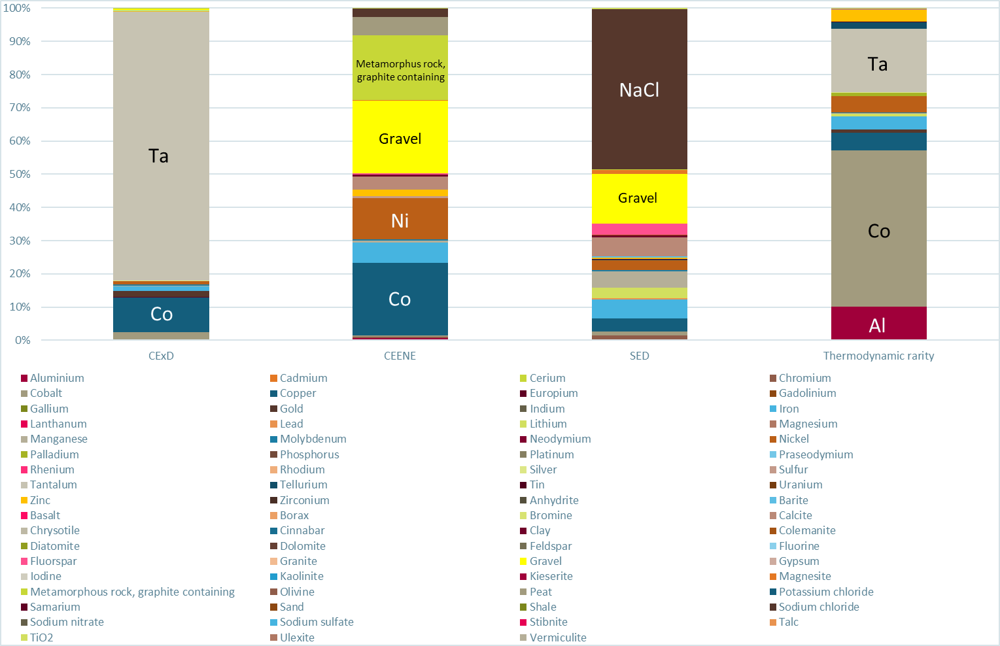 100%
90%
80%
70%
60%
50%
40%
30%
20%
10%
0%
Ta
Co
Metamorphus rock,
graphite containing
Gravel
Ni
Co
NaCl
Gravel
Ta
Co
Al
CExD CEENE SED Thermodynamic rarity
Aluminium Cadmium Cerium Chromium
Cobalt Copper Europium Gadolinium
Gallium Gold Indium Iron
Lanthanum Lead Lithium Magnesium
Manganese Molybdenum Neodymium Nickel
Palladium Phosphorus Platinum Praseodymium
Rhenium Rhodium Silver Sulfur
Tantalum Tellurium Tin Uranium
Zinc Zirconium Anhydrite Barite
Basalt Borax Bromine Calcite
Chrysotile Cinnabar Clay Colemanite
Diatomite Dolomite Feldspar Fluorine
Fluorspar Granite Gravel Gypsum
Iodine Kaolinite Kieserite Magnesite
Metamorphous rock, graphite containing Olivine Peat Potassium chloride
Samarium Sand Shale Sodium chloride
Sodium nitrate Sodium sulfate Stibnite Talc
TiO2 Ulexite Vermiculite